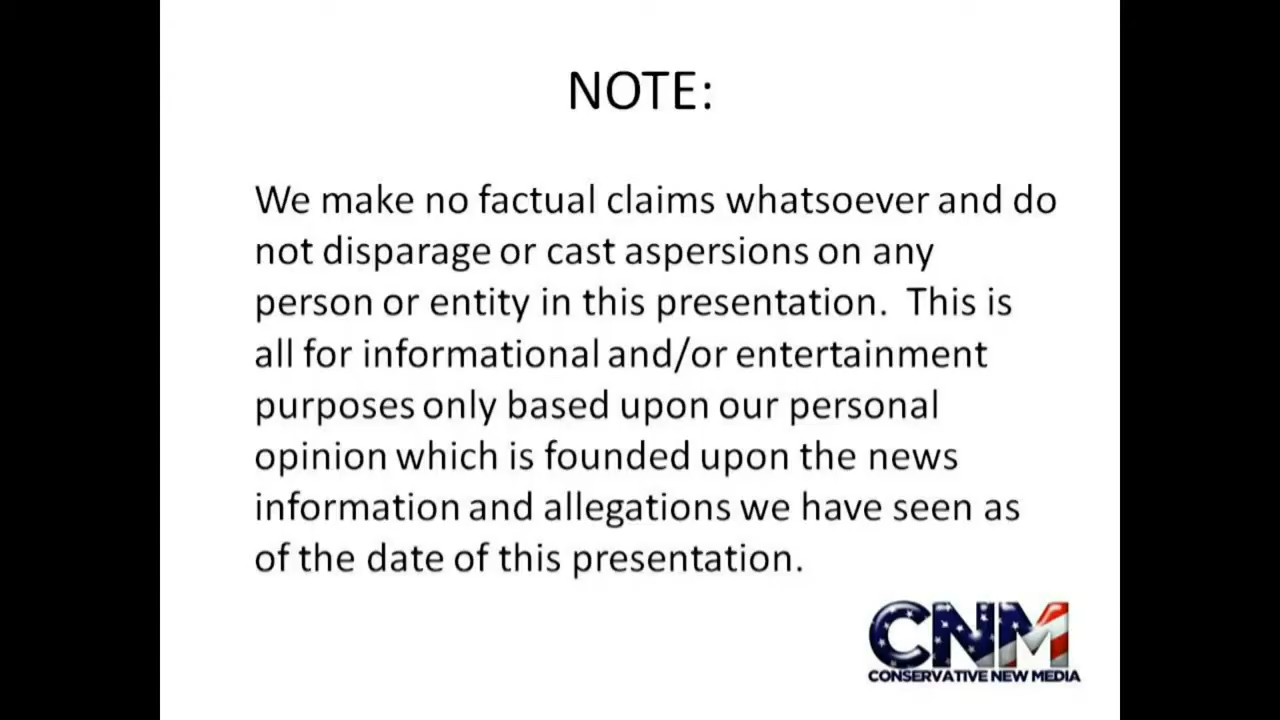 NOTE:
We make no factual claims whatsoever and do
not disparage or cast aspersions on any
person or entity in this presentation.  This is
all for informational and/or entertainment
purposes only based upon our personal
opinion which is founded upon the news
information and allegations we have seen as
of the date of this presentation.
CNM
CONSERVATIVE NEW MEDIA